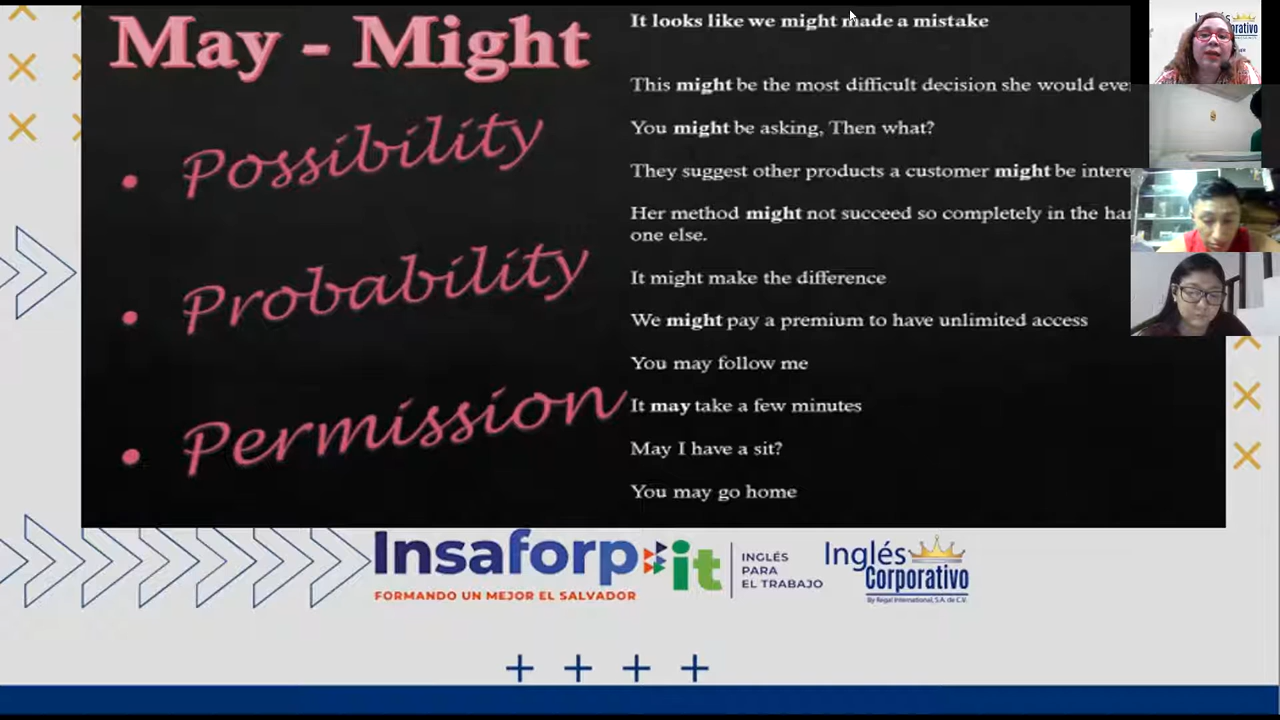 May - Might
• Possibility
• Probability
• Permission
It looks like we might made a mistake
This might be the most difficult decision she would
You might be asking, Then what?
They suggest other products a customer might be
Her method might not succeed so completely in the
one else.
It might make the difference
We might pay a premium to have unlimited access
You may follow me
It may take a few minutes
May I have a sit?
You may go home
Insaforp
FORMANDO UN MEJOR EL SALVADOR
it
INGLÉS
PARA
EL TRABAJO
Inglés
Corporativo
By Regal International, S.A. de C.V.